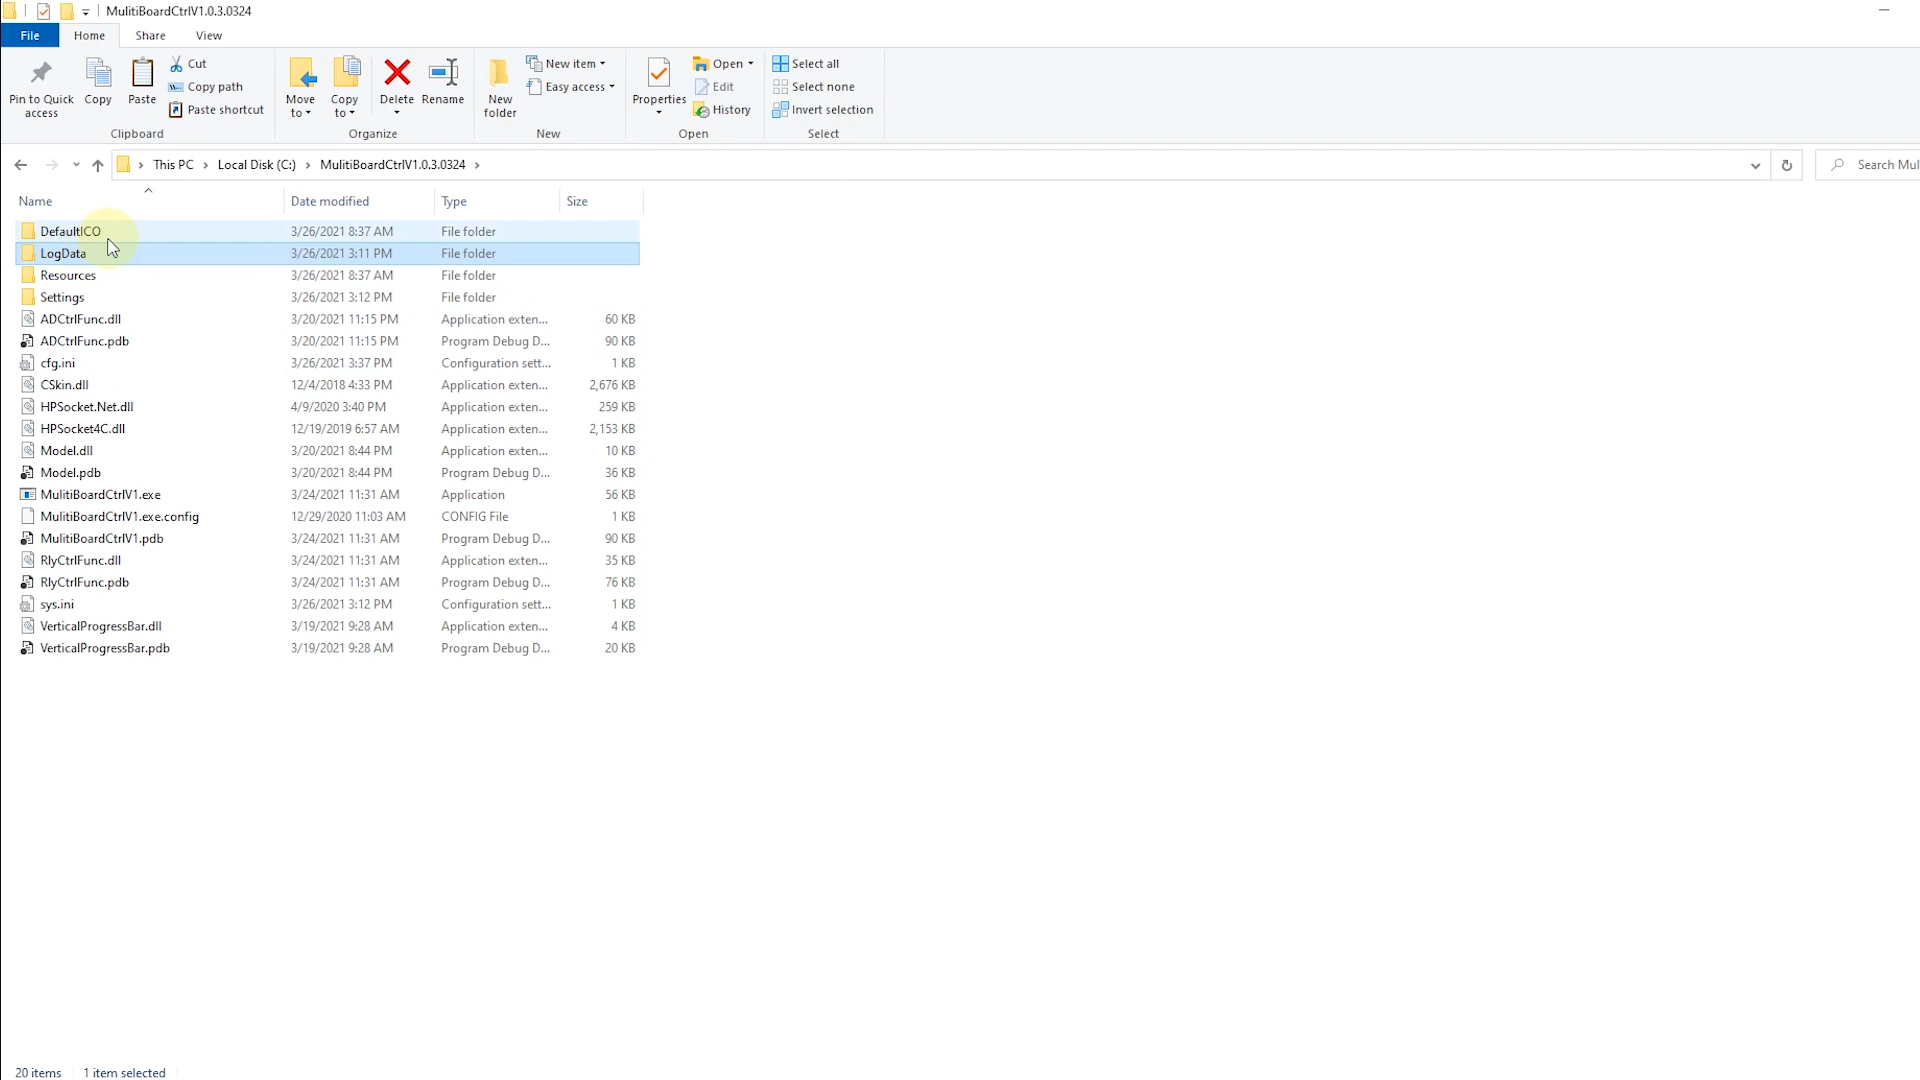 MulitiBoardCtrlV1.0.3.0324
File Home Share View
Pin to Quick access
Copy
Paste
Cut
Copy path
Paste shortcut
Clipboard
Move to
Copy to
Delete
Rename
Organize
New folder
New item
Easy access
New
Properties
Open
Edit
History
Open
Select all
Select none
Invert selection
Select
This PC Local Disk (C:) MulitiBoardCtrlV1.0.3.0324
Search Mul
Name Date modified Type Size
DefaultICO 3/26/2021 8:37 AM File folder
LogData 3/26/2021 3:11 PM File folder
Resources 3/26/2021 8:37 AM File folder
Settings 3/26/2021 3:12 PM File folder
ADCtrlFunc.dll 3/20/2021 11:15 PM Application exten... 60 KB
ADCtrlFunc.pdb 3/20/2021 11:15 PM Program Debug D... 90 KB
cfg.ini 3/26/2021 3:37 PM Configuration sett... 1 KB
CSkin.dll 12/4/2018 4:33 PM Application exten... 2,676 KB
HPSocket.Net.dll 4/9/2020 3:40 PM Application exten... 259 KB
HPSocket4C.dll 12/19/2019 6:57 AM Application exten... 2,153 KB
Model.dll 3/20/2021 8:44 PM Application exten... 10 KB
Model.pdb 3/20/2021 8:44 PM Program Debug D... 36 KB
MulitiBoardCtrlV1.exe 3/24/2021 11:31 AM Application 56 KB
MulitiBoardCtrlV1.exe.config 12/29/2020 11:03 AM CONFIG File 1 KB
MulitiBoardCtrlV1.pdb 3/24/2021 11:31 AM Program Debug D... 90 KB
RlyCtrlFunc.dll 3/24/2021 11:31 AM Application exten... 35 KB
RlyCtrlFunc.pdb 3/24/2021 11:31 AM Program Debug D... 76 KB
sys.ini 3/26/2021 3:12 PM Configuration sett... 1 KB
VerticalProgressBar.dll 3/19/2021 9:28 AM Application exten... 4 KB
VerticalProgressBar.pdb 3/19/2021 9:28 AM Program Debug D... 20 KB
20 items 1 item selected